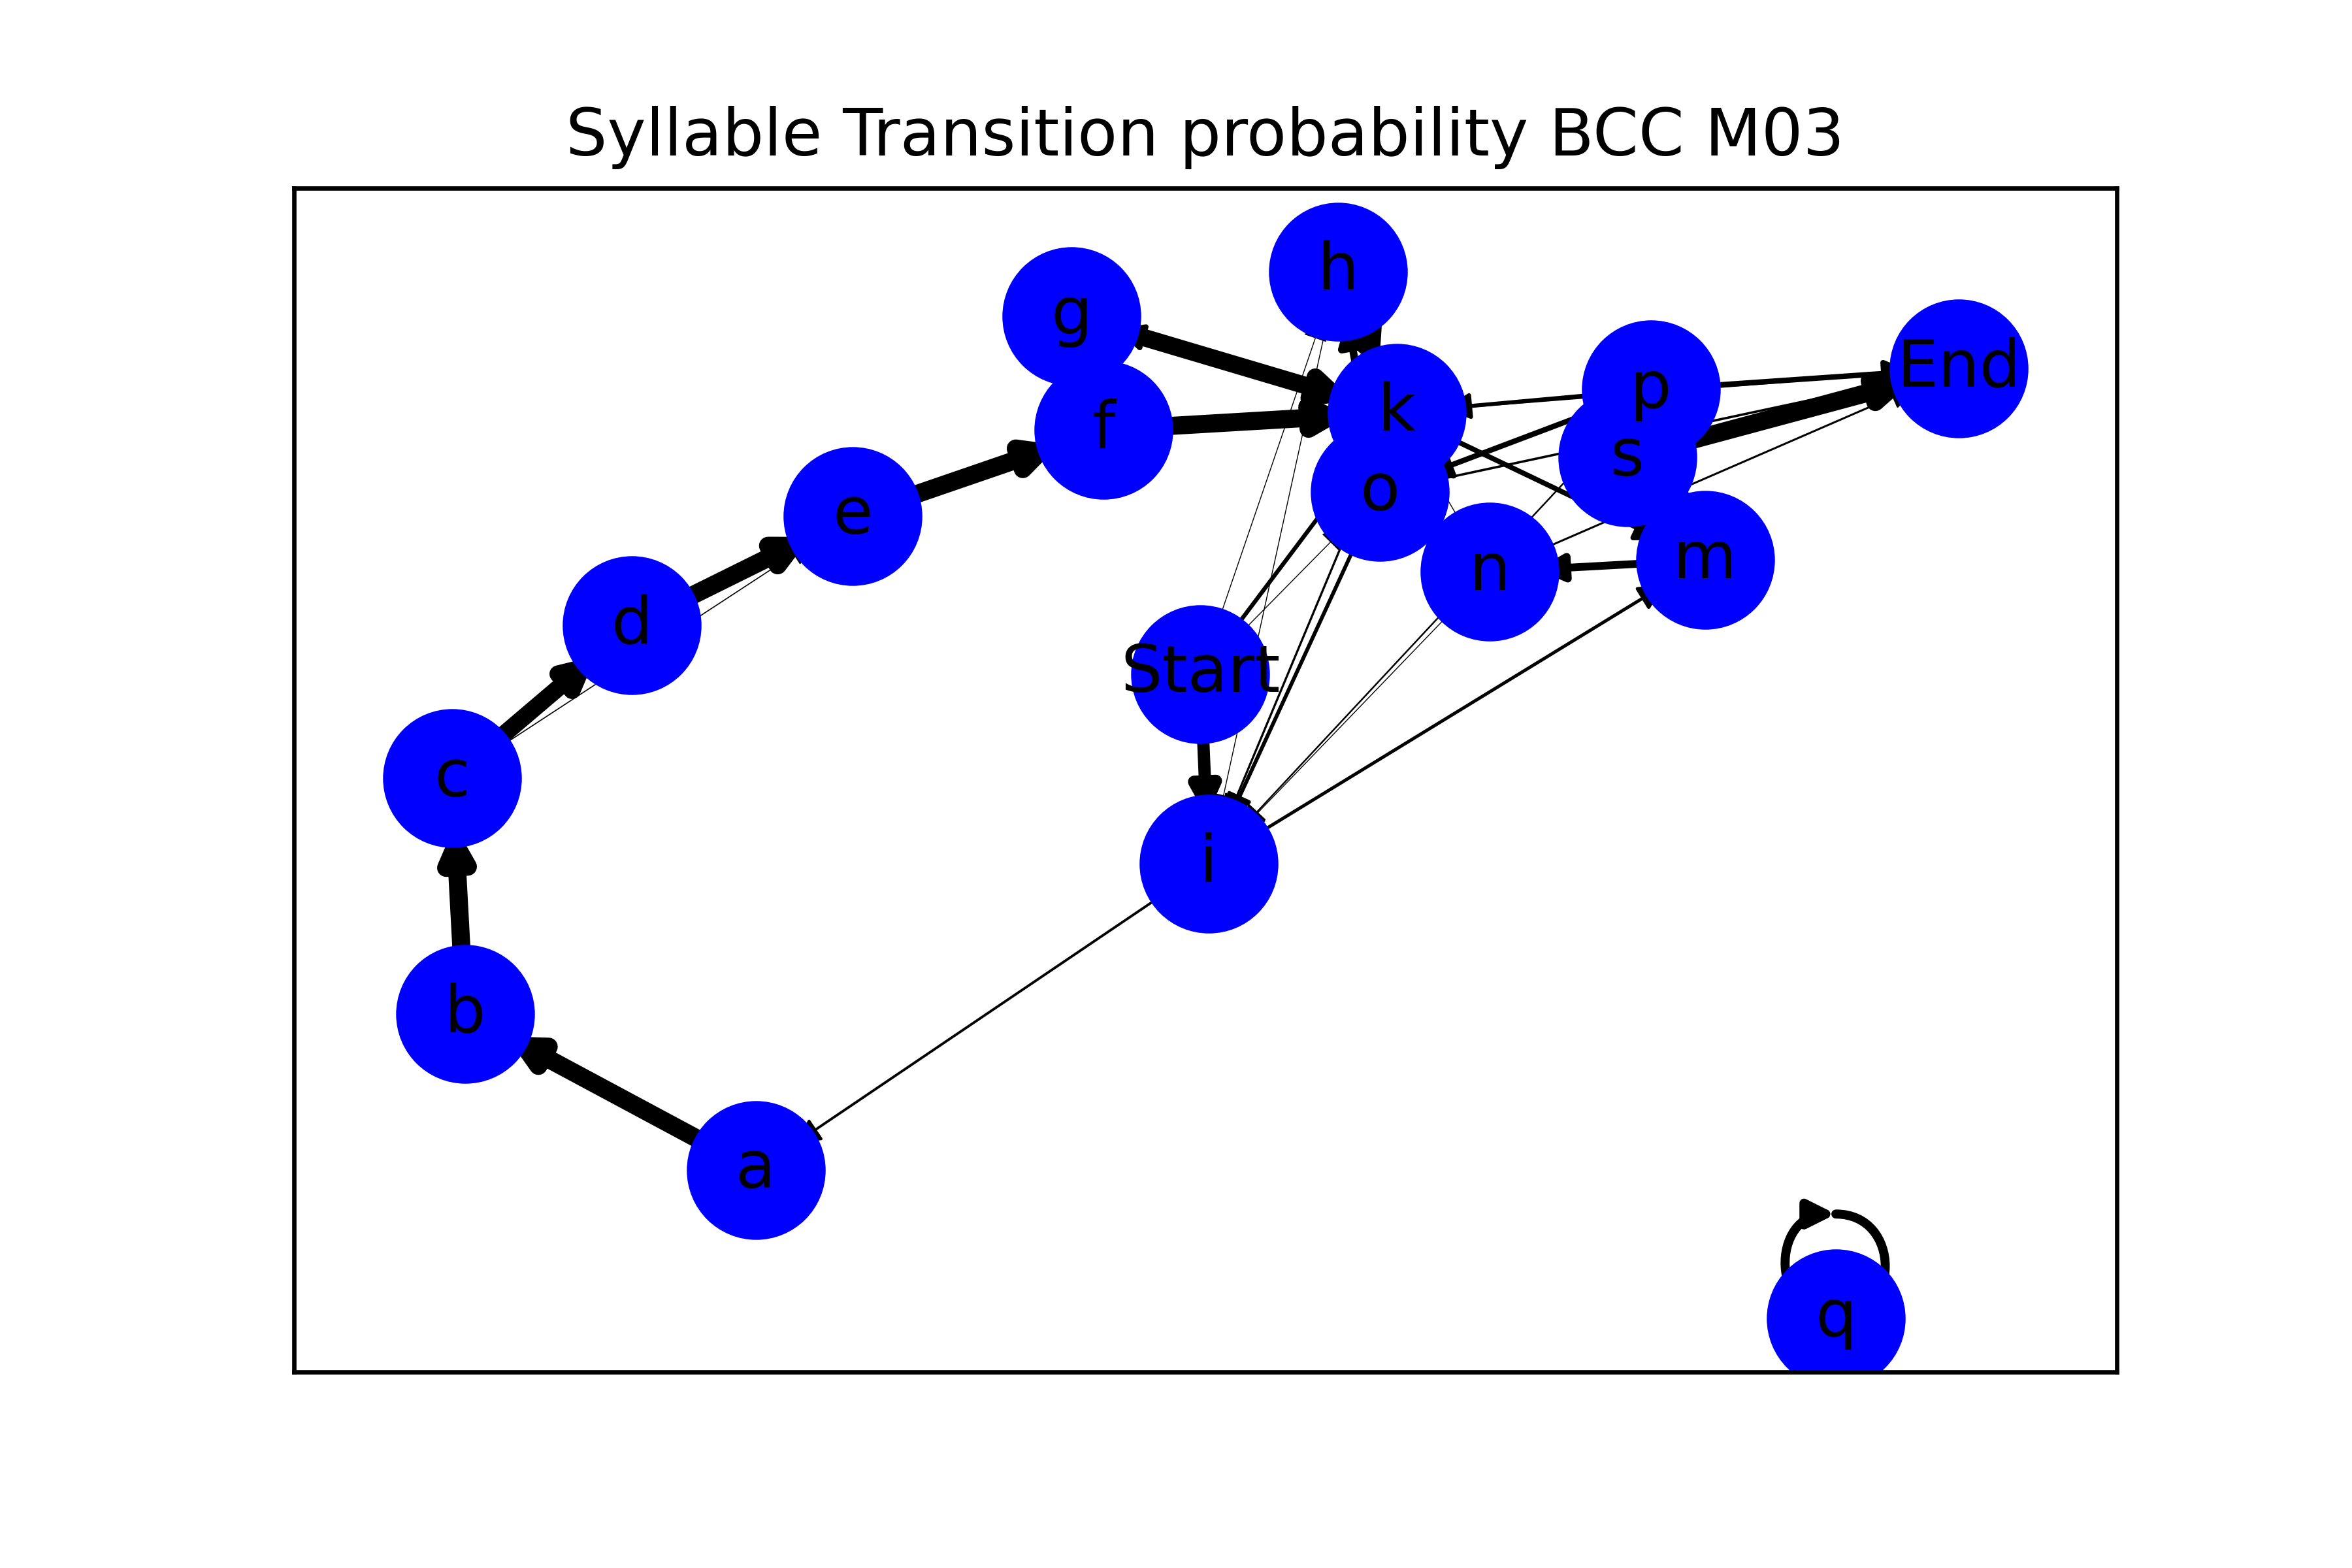 Syllable Transition probability BCC M03
h
g
End
p
k
f
s
o
e
m
n
d
Start
c
i
b
a
q